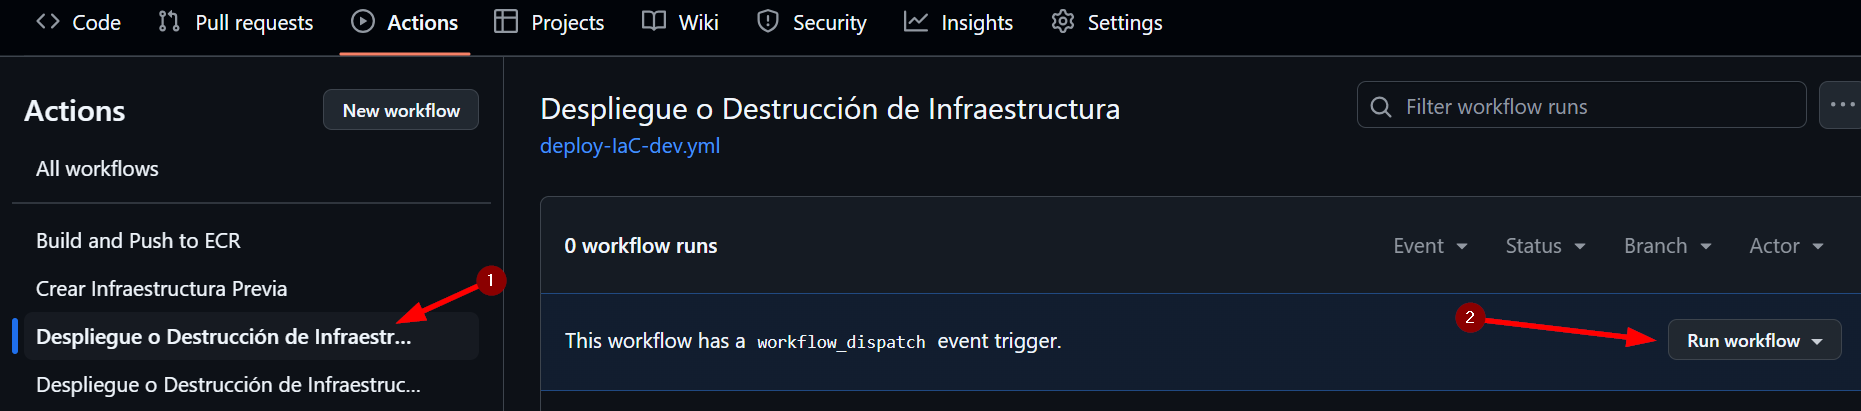 Code Pull requests Actions Projects Wiki Security Insights Settings
Actions
New workflow
All workflows
Build and Push to ECR
Crear Infraestructura Previa
1
Despliegue o Destrucción de Infraestr...
Despliegue o Destrucción de Infraestruc...
Despliegue o Destrucción de Infraestructura
deploy-IaC-dev.yml
Filter workflow runs
0 workflow runs
Event Status Branch Actor
This workflow has a workflow_dispatch event trigger.
2
Run workflow